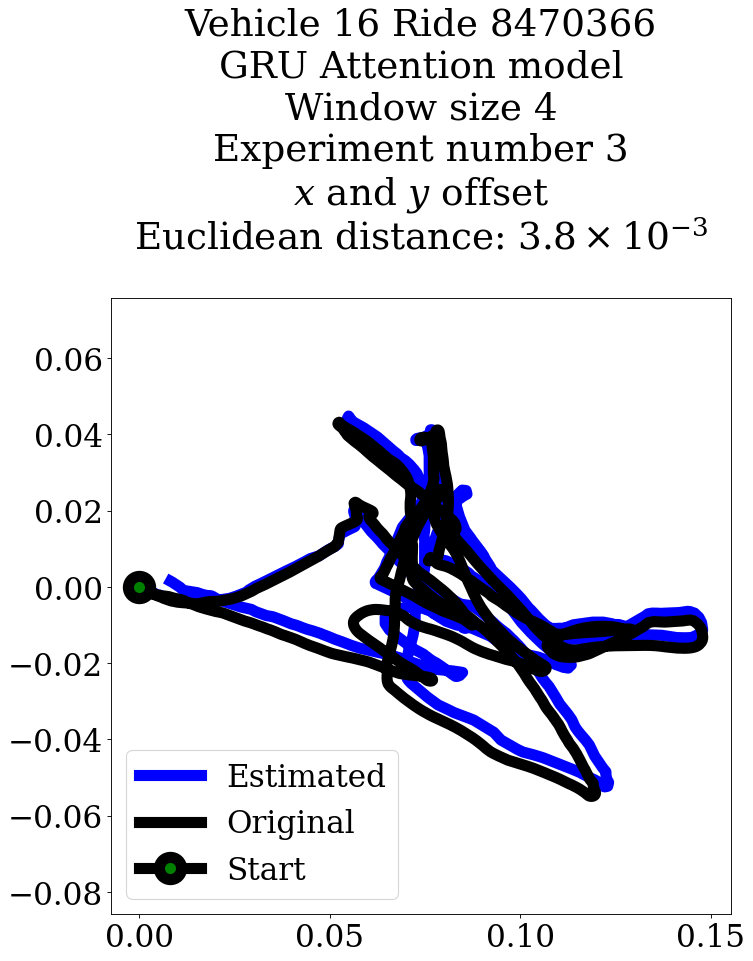 Vehicle 16 Ride 8470366
GRU Attention model
Window size 4
Experiment number 3
x and y offset
Euclidean distance: 3.8 × 10⁻³
0.06
0.04
0.02
0.00
−0.02
−0.04
−0.06
−0.08
Estimated
Original
Start
0.00 0.05 0.10 0.15